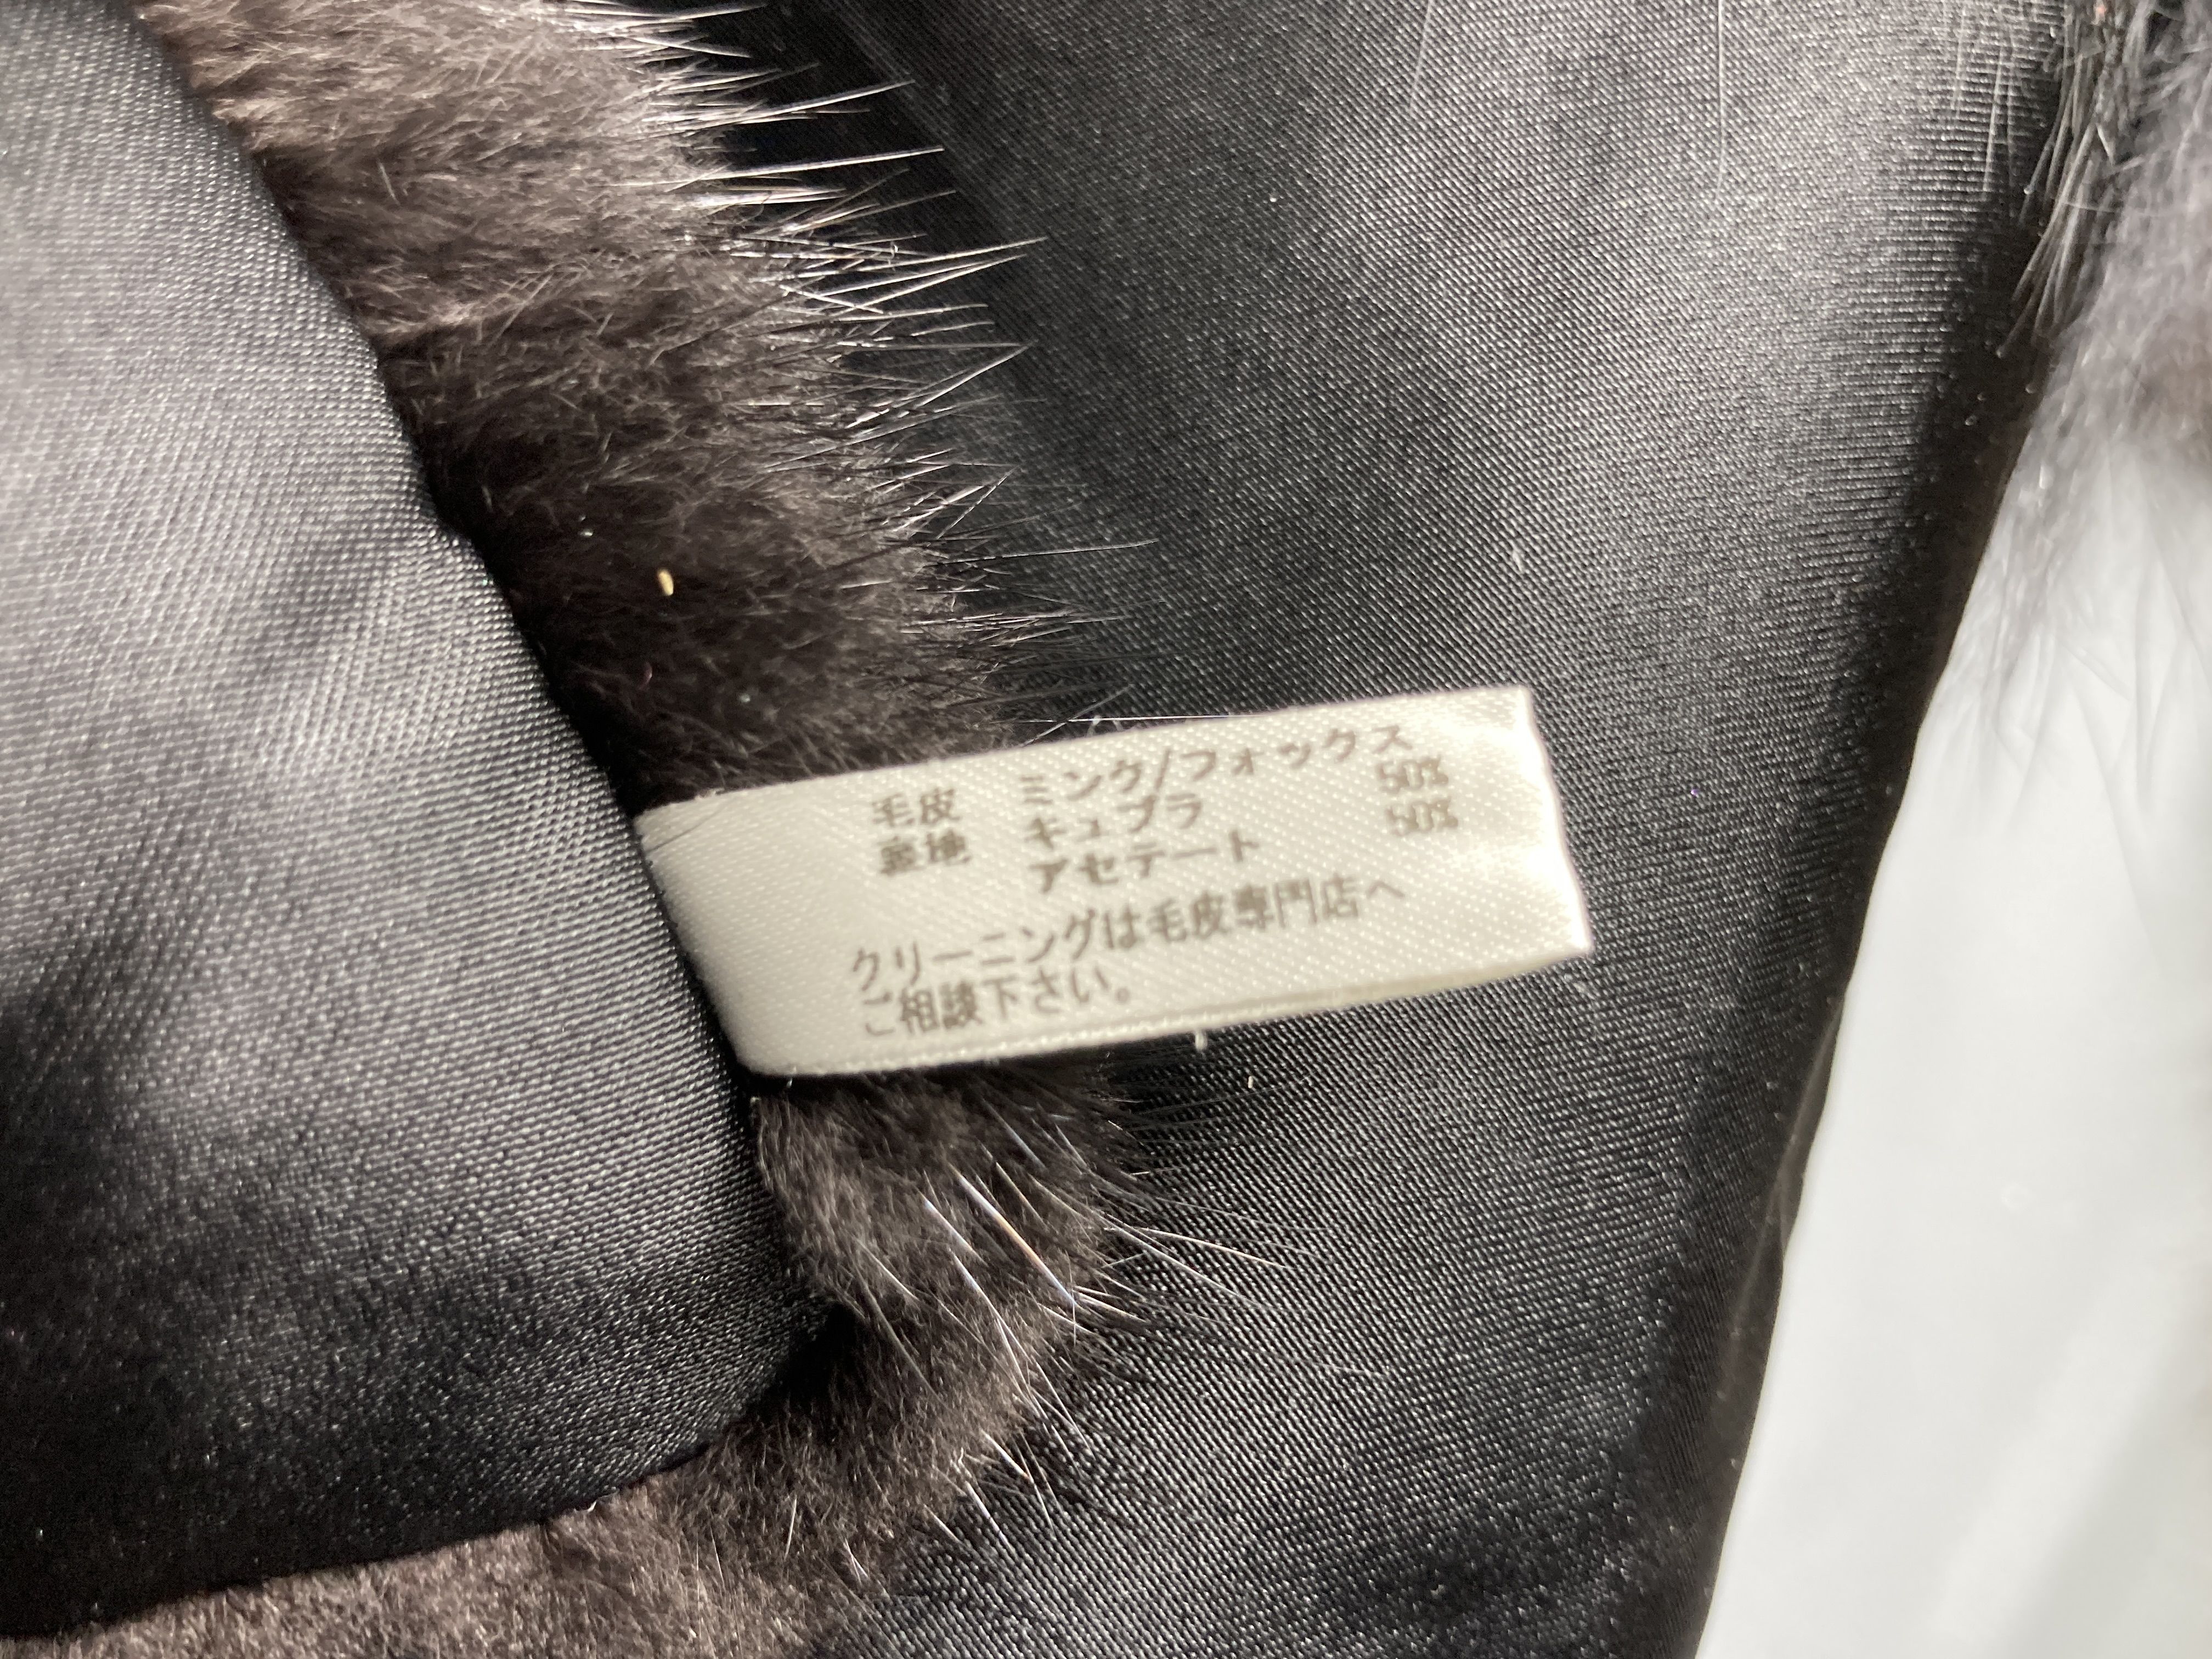 毛皮 ミンク/フォックス
裏地 キュプラ 50%
アセテート 50%
クリーニングは毛皮専門店へ
ご相談下さい。